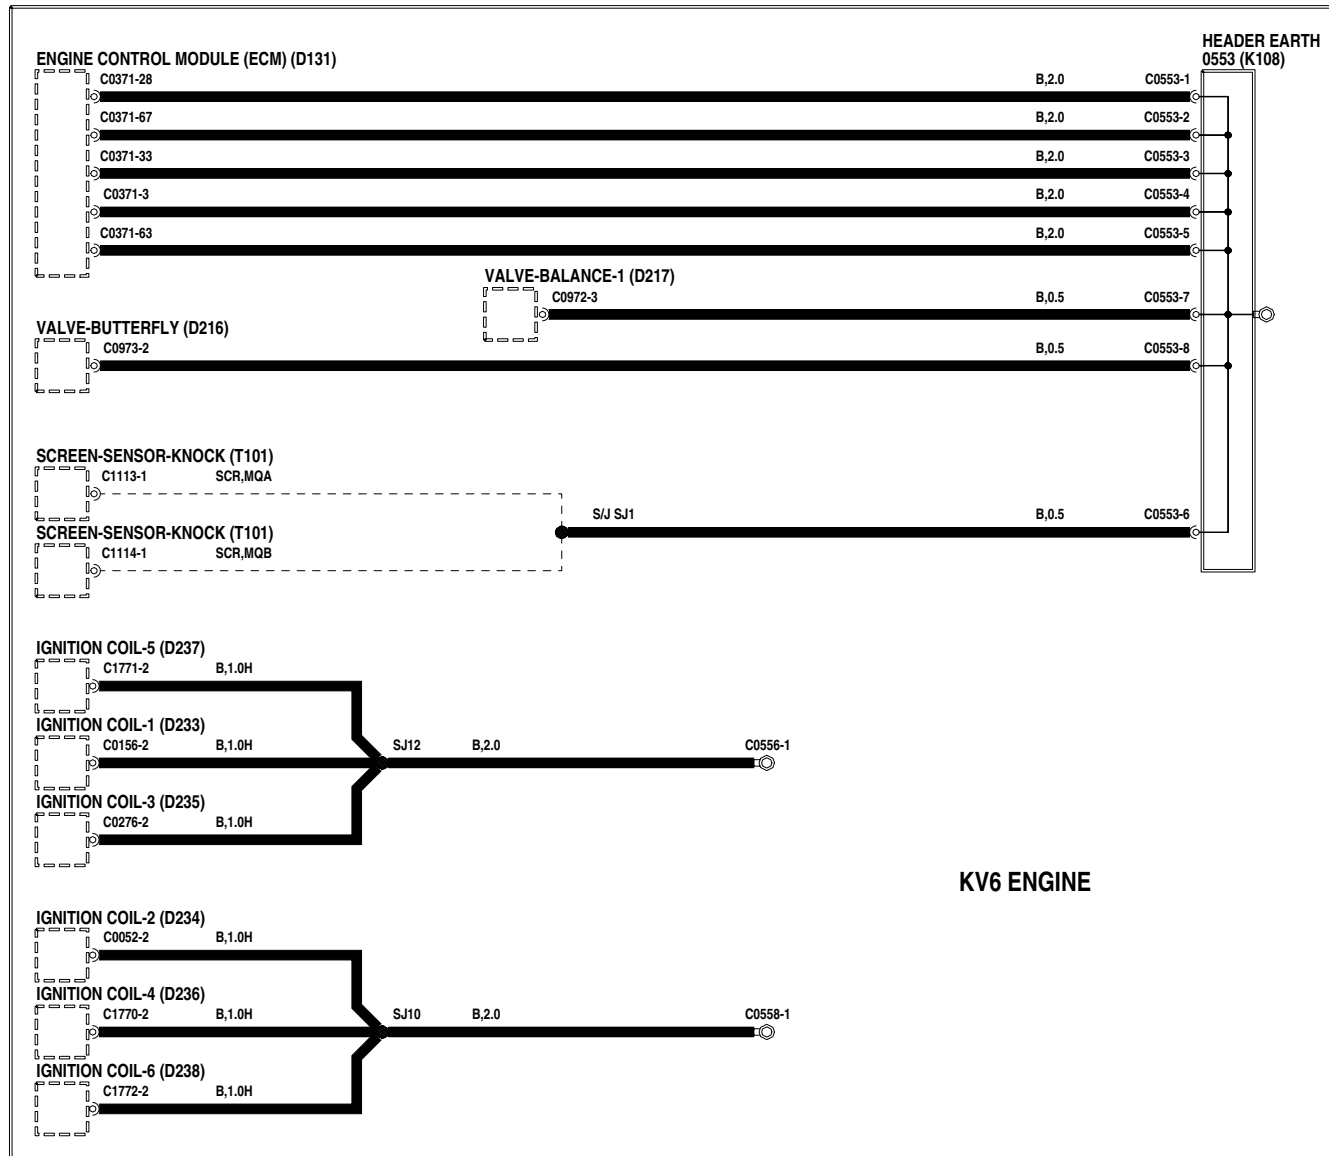 HEADER EARTH
0553 (K108)
ENGINE CONTROL MODULE (ECM) (D131)
C0371-28 B,2.0 C0553-1
C0371-67 B,2.0 C0553-2
C0371-33 B,2.0 C0553-3
C0371-3 B,2.0 C0553-4
C0371-63 B,2.0 C0553-5
VALVE-BALANCE-1 (D217)
C0972-3 B,0.5 C0553-7
VALVE-BUTTERFLY (D216)
C0973-2 B,0.5 C0553-8
SCREEN-SENSOR-KNOCK (T101)
C1113-1 SCR,MQA
S/J SJ1 B,0.5 C0553-6
SCREEN-SENSOR-KNOCK (T101)
C1114-1 SCR,MQB
IGNITION COIL-5 (D237)
C1771-2 B,1.0H
IGNITION COIL-1 (D233)
C0156-2 B,1.0H SJ12 B,2.0 C0556-1
IGNITION COIL-3 (D235)
C0276-2 B,1.0H
KV6 ENGINE
IGNITION COIL-2 (D234)
C0052-2 B,1.0H
IGNITION COIL-4 (D236)
C1770-2 B,1.0H SJ10 B,2.0 C0558-1
IGNITION COIL-6 (D238)
C1772-2 B,1.0H